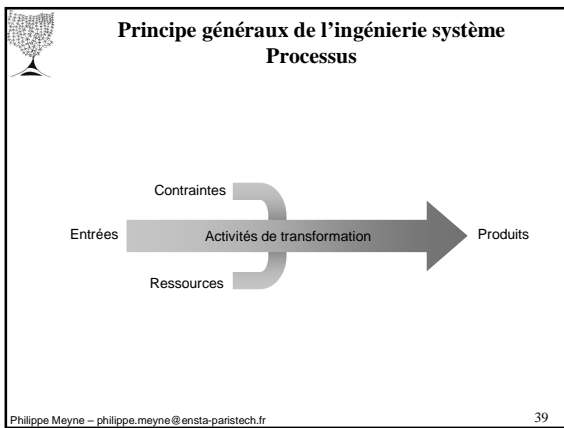 Principe généraux de l'ingénierie système
Processus
Contraintes
Entrées
Activités de transformation
Produits
Ressources
Philippe Meyne – philippe.meyne@ensta-paristech.fr
39